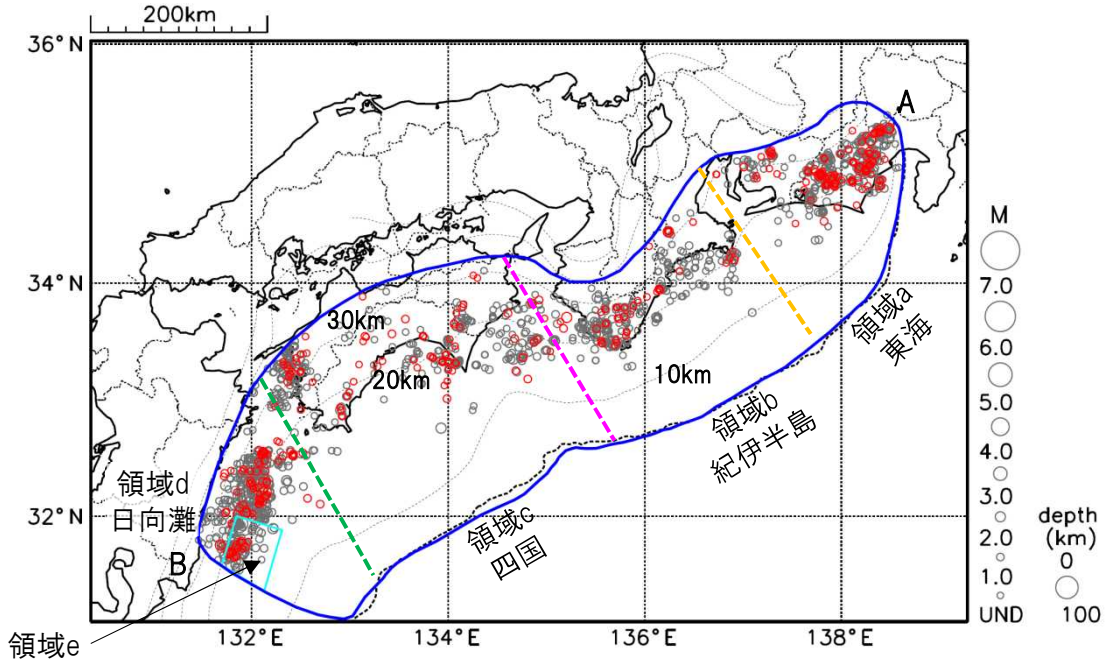 200km
36°N
34°N
32°N
132°E
134°E
136°E
138°E
A
30km
20km
10km
領域a
東海
領域b
紀伊半島
領域c
四国
領域d
日向灘
B
領域e
M
7.0
6.0
5.0
4.0
3.0
2.0
1.0
UND
depth
(km)
0
100